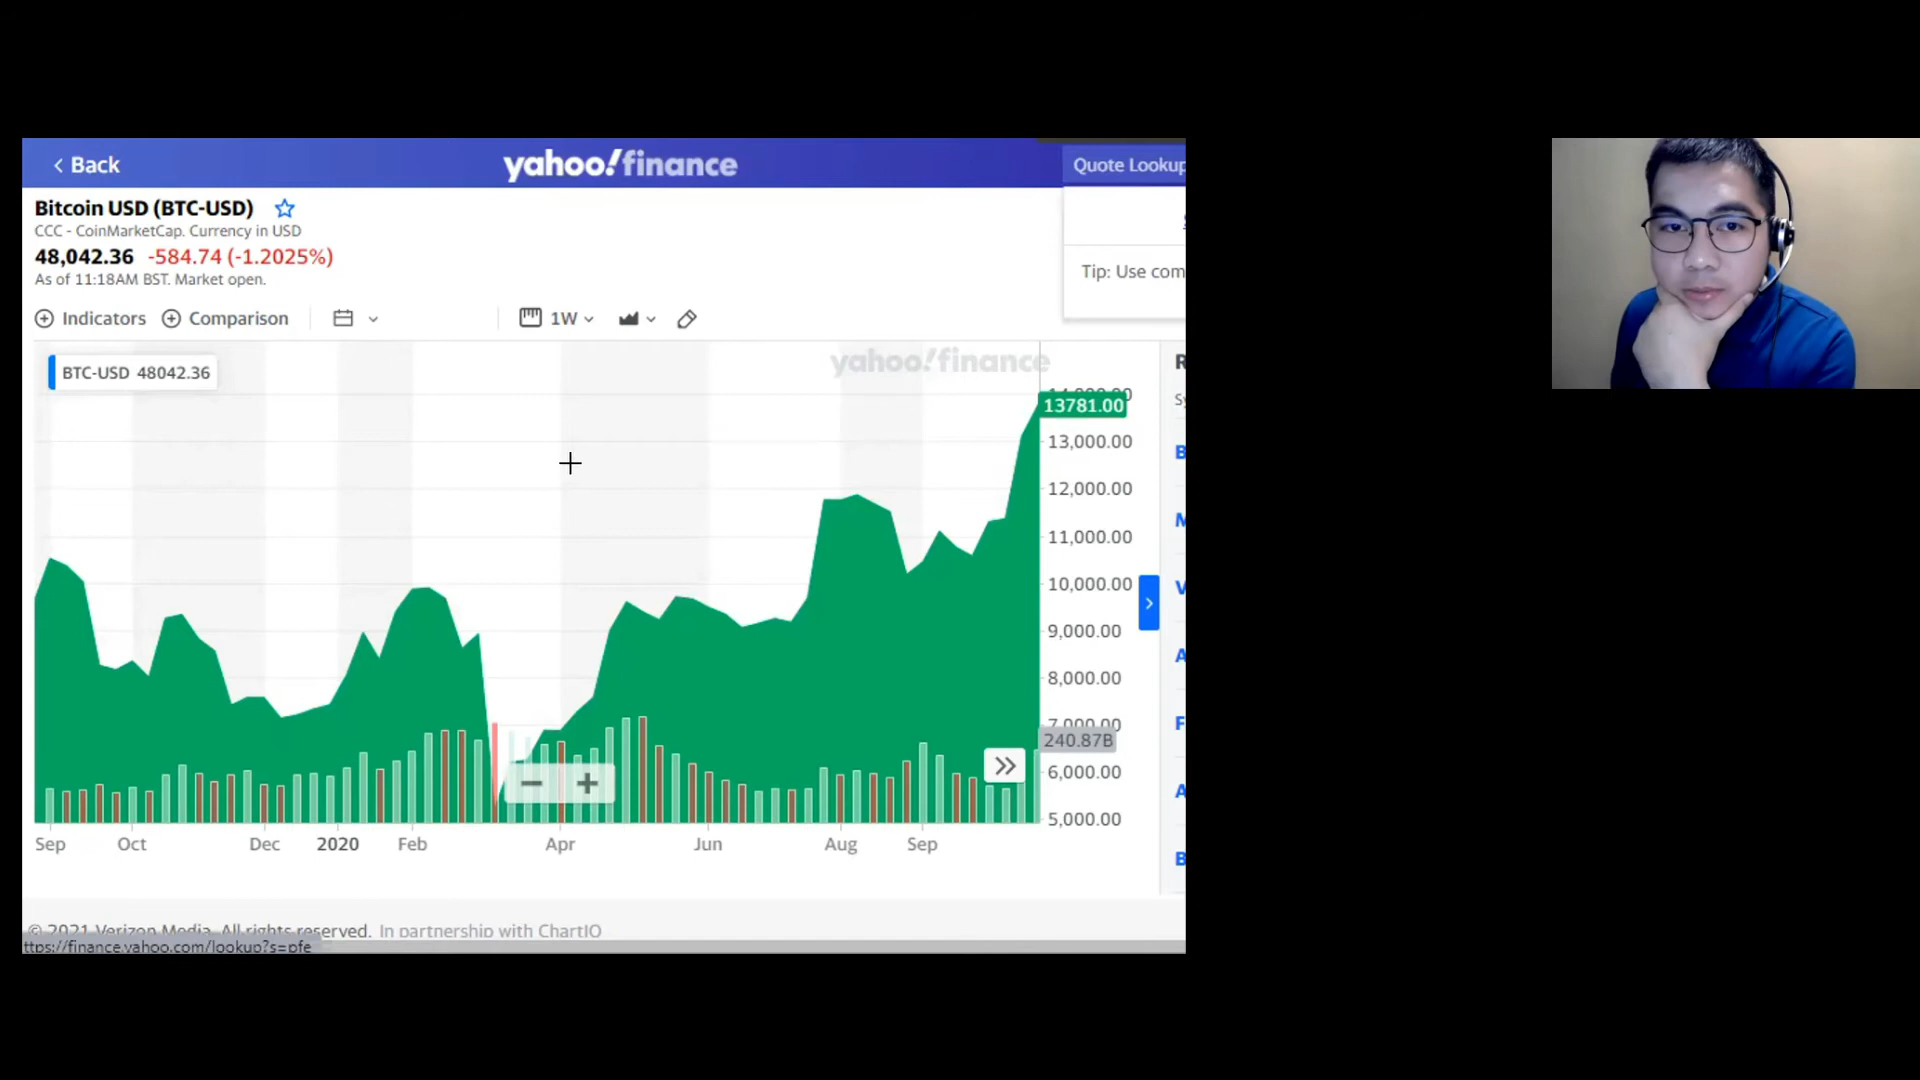 Back
yahoo!finance
Quote Lookup
Bitcoin USD (BTC-USD)
CCC - CoinMarketCap. Currency in USD
48,042.36 -584.74 (-1.2025%)
As of 11:18AM BST. Market open.
Tip: Use com
Indicators Comparison 1W
BTC-USD 48042.36
yahoo!finance
13781.00
13,000.00
12,000.00
11,000.00
10,000.00
9,000.00
8,000.00
7,000.00
240.87B
6,000.00
5,000.00
Sep Oct Dec 2020 Feb Apr Jun Aug Sep
© 2021 Verizon Media. All rights reserved. In partnership with ChartIQ
ttps://finance.yahoo.com/lookup?s=pfe